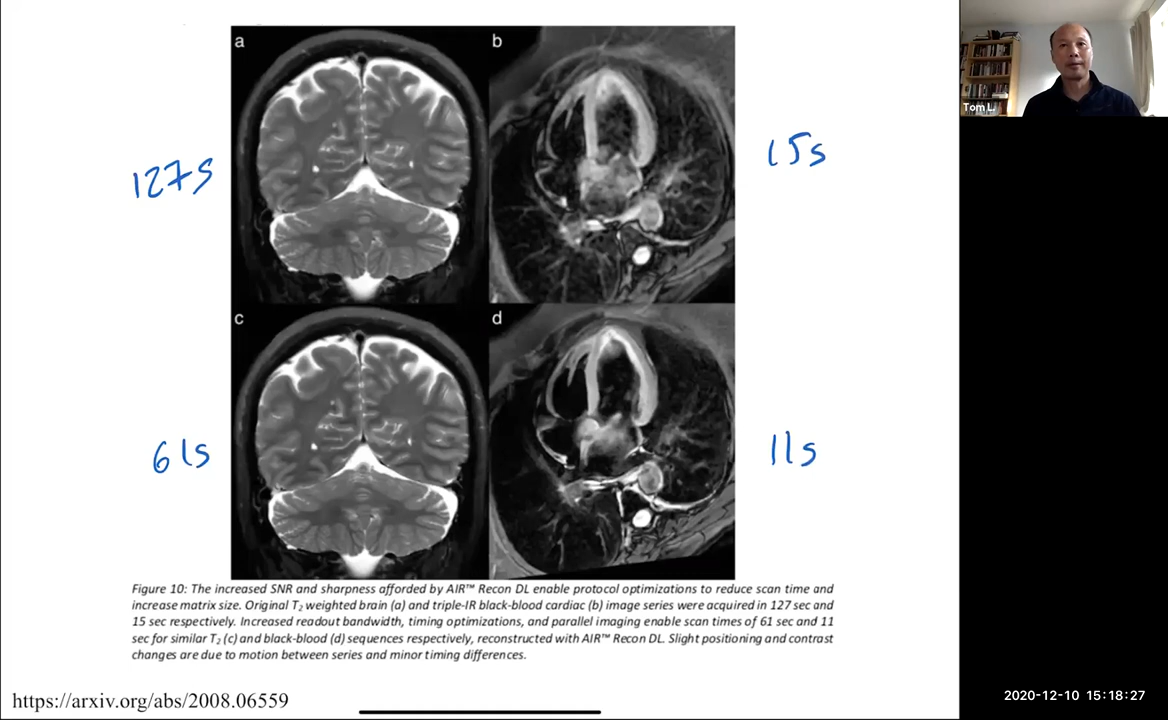 a
b
127s
15s
Tom L.
c
d
61s
11s
Figure 10: The increased SNR and sharpness afforded by AIR™ Recon DL enable protocol optimizations to reduce scan time and
increase matrix size. Original T2 weighted brain (a) and triple-IR black-blood cardiac (b) image series were acquired in 127 sec and
15 sec respectively. Increased readout bandwidth, timing optimizations, and parallel imaging enable scan times of 61 sec and 11
sec for similar T2 (c) and black-blood (d) sequences respectively, reconstructed with AIR™ Recon DL. Slight positioning and contrast
changes are due to motion between series and minor timing differences.
https://arxiv.org/abs/2008.06559
2020-12-10 15:18:27